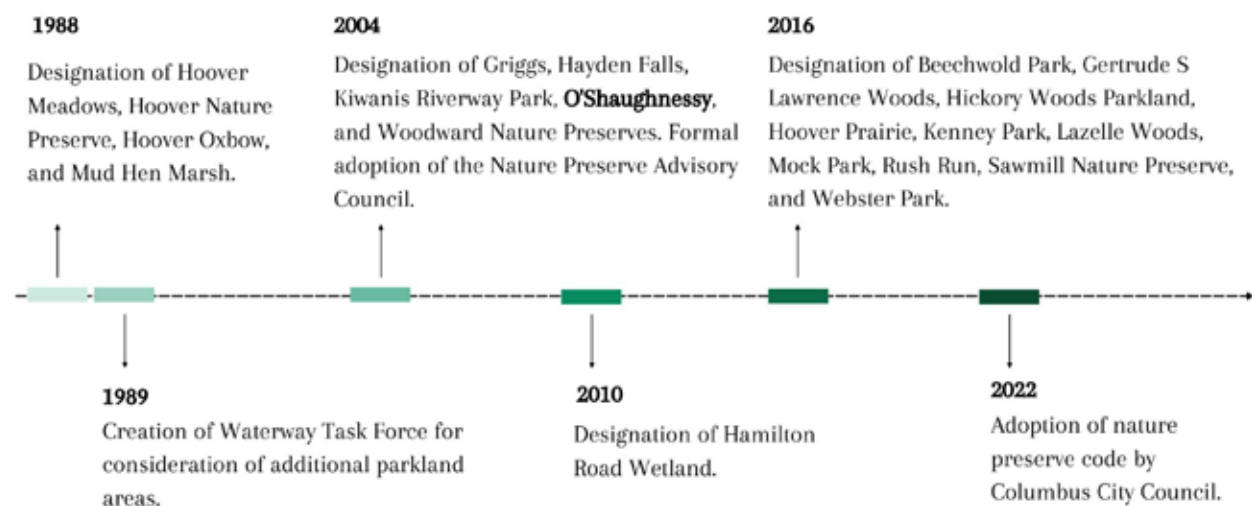 1988
Designation of Hoover
Meadows, Hoover Nature
Preserve, Hoover Oxbow,
and Mud Hen Marsh.
2004
Designation of Griggs, Hayden Falls,
Kiwanis Riverway Park, O'Shaughnessy,
and Woodward Nature Preserves. Formal
adoption of the Nature Preserve Advisory
Council.
2016
Designation of Beechwold Park, Gertrude S
Lawrence Woods, Hickory Woods Parkland,
Hoover Prairie, Kenney Park, Lazelle Woods,
Mock Park, Rush Run, Sawmill Nature Preserve,
and Webster Park.
1989
Creation of Waterway Task Force for
consideration of additional parkland
areas.
2010
Designation of Hamilton
Road Wetland.
2022
Adoption of nature
preserve code by
Columbus City Council.